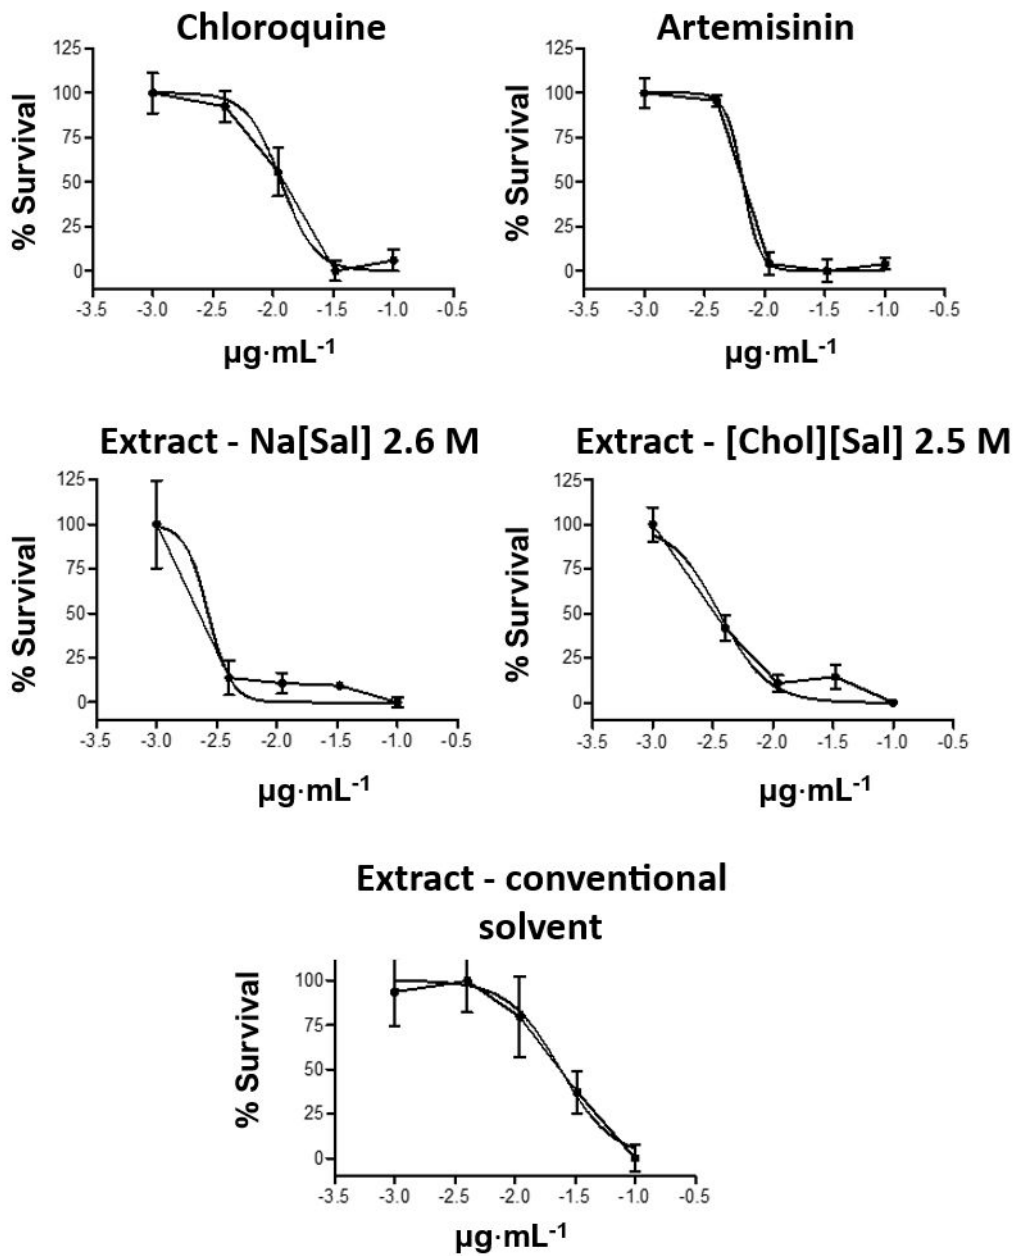 Chloroquine
125
100
75
50
25
0
% Survival
-3.5 -3.0 -2.5 -2.0 -1.5 -1.0 -0.5
µg·mL-1
Artemisinin
125
100
75
50
25
0
% Survival
-3.5 -3.0 -2.5 -2.0 -1.5 -1.0 -0.5
µg·mL-1
Extract - Na[Sal] 2.6 M
125
100
75
50
25
0
% Survival
-3.5 -3.0 -2.5 -2.0 -1.5 -1.0 -0.5
µg·mL-1
Extract - [Chol][Sal] 2.5 M
125
100
75
50
25
0
% Survival
-3.5 -3.0 -2.5 -2.0 -1.5 -1.0 -0.5
µg·mL-1
Extract - conventional
solvent
100
75
50
25
0
% Survival
-3.5 -3.0 -2.5 -2.0 -1.5 -1.0 -0.5
µg·mL-1